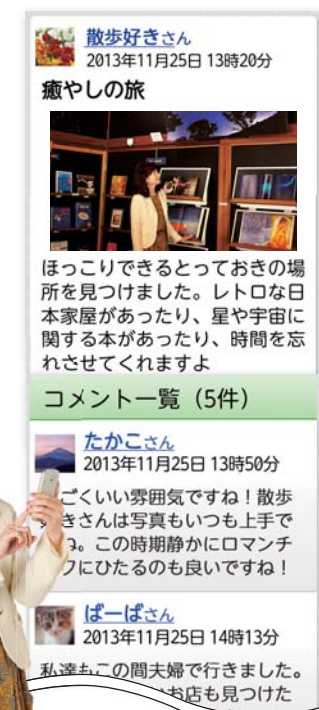 散歩好きさん
2013年11月25日 13時20分
癒やしの旅
ほっこりできるとっておきの場
所を見つけました。レトロな日
本家屋があったり、星や宇宙に
関する本があったり、時間を忘
れさせてくれますよ
コメント一覧（5件）
たかこさん
2013年11月25日 13時50分
ごくいい雰囲気ですね！散歩
きさんは写真もいつも上手で
ね。この時期静かにロマンチ
クにひたるのも良いですね！
ばーばさん
2013年11月25日 14時13分
私達もこの間夫婦で行きました。
お店も見つけた